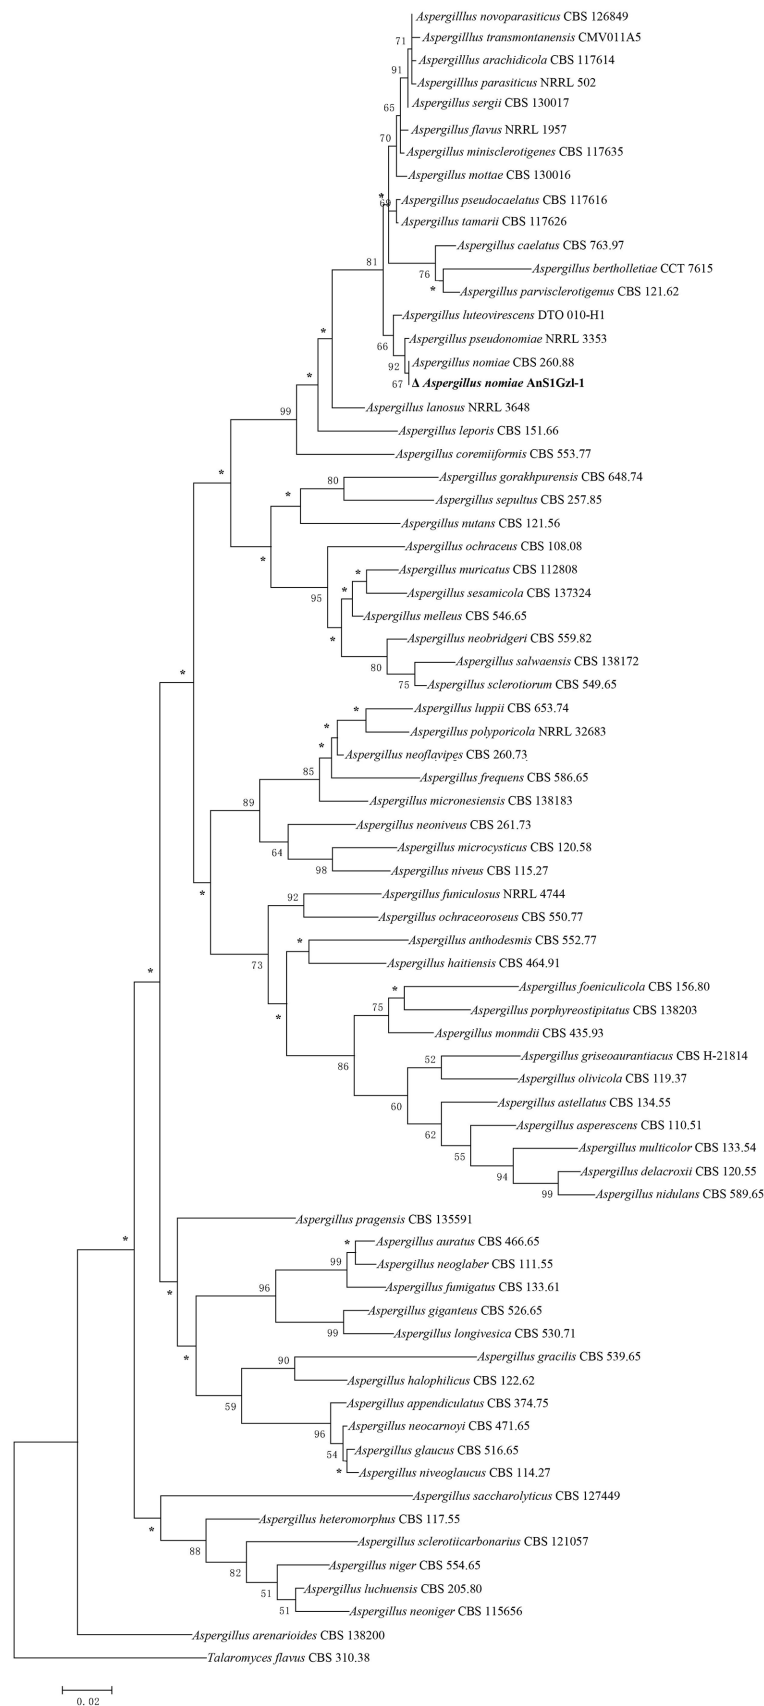 Aspergilllus novoparasiticus CBS 126849
71
Aspergilllus transmontanensis CMV011A5
Aspergilllus arachidicola CBS 117614
91
Aspergilllus parasiticus NRRL 502
Aspergillus sergii CBS 130017
65
Aspergillus flavus NRRL 1957
70
Aspergillus minisclerotigenes CBS 117635
Aspergillus mottae CBS 130016
*
69
Aspergillus pseudocaelatus CBS 117616
Aspergillus tamarii CBS 117626
Aspergillus caelatus CBS 763.97
81
76
Aspergillus bertholletiae CCT 7615
*
Aspergillus parvisclerotigenus CBS 121.62
Aspergillus luteovirescens DTO 010-H1
*
66
Aspergillus pseudonomiae NRRL 3353
92
Aspergillus nomiae CBS 260.88
*
67
Δ Aspergillus nomiae AnS1Gzl-1
99
Aspergillus lanosus NRRL 3648
Aspergillus leporis CBS 151.66
Aspergillus coremiiformis CBS 553.77
*
80
Aspergillus gorakhpurensis CBS 648.74
*
Aspergillus sepultus CBS 257.85
Aspergillus nutans CBS 121.56
*
Aspergillus ochraceus CBS 108.08
*
Aspergillus muricatus CBS 112808
95
*
Aspergillus sesamicola CBS 137324
Aspergillus melleus CBS 546.65
*
Aspergillus neobridgeri CBS 559.82
80
Aspergillus salwaensis CBS 138172
*
75
Aspergillus sclerotiorum CBS 549.65
*
Aspergillus luppii CBS 653.74
Aspergillus polyporicola NRRL 32683
*
*
Aspergillus neoflavipes CBS 260.73
85
Aspergillus frequens CBS 586.65
89
Aspergillus micronesiensis CBS 138183
Aspergillus neoniveus CBS 261.73
64
Aspergillus microcysticus CBS 120.58
98
Aspergillus niveus CBS 115.27
*
92
Aspergillus funiculosus NRRL 4744
Aspergillus ochraceoroseus CBS 550.77
*
Aspergillus anthodesmis CBS 552.77
73
Aspergillus haitiensis CBS 464.91
*
*
Aspergillus foeniculicola CBS 156.80
75
Aspergillus porphyreostipitatus CBS 138203
*
Aspergillus monmdii CBS 435.93
86
52
Aspergillus griseoaurantiacus CBS H-21814
Aspergillus olivicola CBS 119.37
60
Aspergillus astellatus CBS 134.55
62
Aspergillus asperescens CBS 110.51
55
Aspergillus multicolor CBS 133.54
94
Aspergillus delacroxii CBS 120.55
99
Aspergillus nidulans CBS 589.65
Aspergillus pragensis CBS 135591
*
*
Aspergillus auratus CBS 466.65
99
Aspergillus neoglaber CBS 111.55
96
Aspergillus fumigatus CBS 133.61
*
Aspergillus giganteus CBS 526.65
99
Aspergillus longivesica CBS 530.71
*
90
Aspergillus gracilis CBS 539.65
Aspergillus halophilicus CBS 122.62
59
Aspergillus appendiculatus CBS 374.75
96
Aspergillus neocarnoyi CBS 471.65
54
Aspergillus glaucus CBS 516.65
*
Aspergillus niveoglaucus CBS 114.27
Aspergillus saccharolyticus CBS 127449
*
Aspergillus heteromorphus CBS 117.55
88
Aspergillus sclerotiicarbonarius CBS 121057
82
Aspergillus niger CBS 554.65
51
Aspergillus luchuensis CBS 205.80
51
Aspergillus neoniger CBS 115656
Aspergillus arenarioides CBS 138200
Talaromyces flavus CBS 310.38
0.02